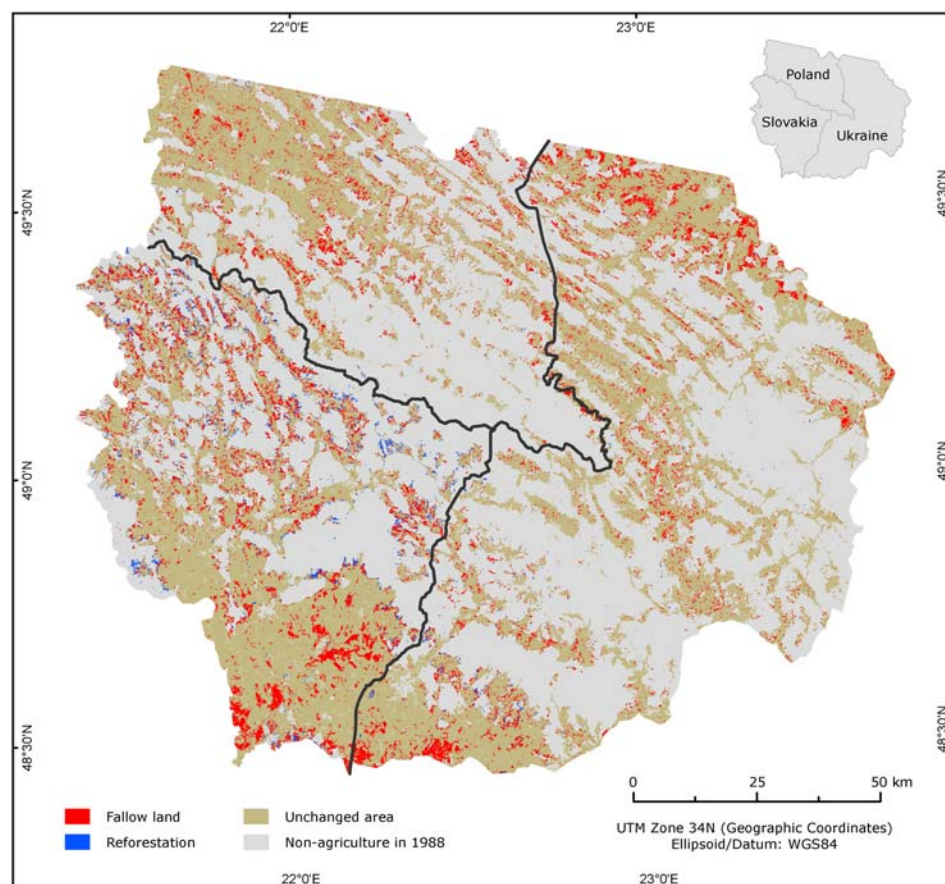 22°0'E 23°0'E
Poland
Slovakia
Ukraine
49°30'N 49°30'N
49°0'N 49°0'N
48°30'N 48°30'N
0 25 50 km
Fallow land Unchanged area
Reforestation Non-agriculture in 1988
UTM Zone 34N (Geographic Coordinates)
Ellipsoid/Datum: WGS84
22°0'E 23°0'E